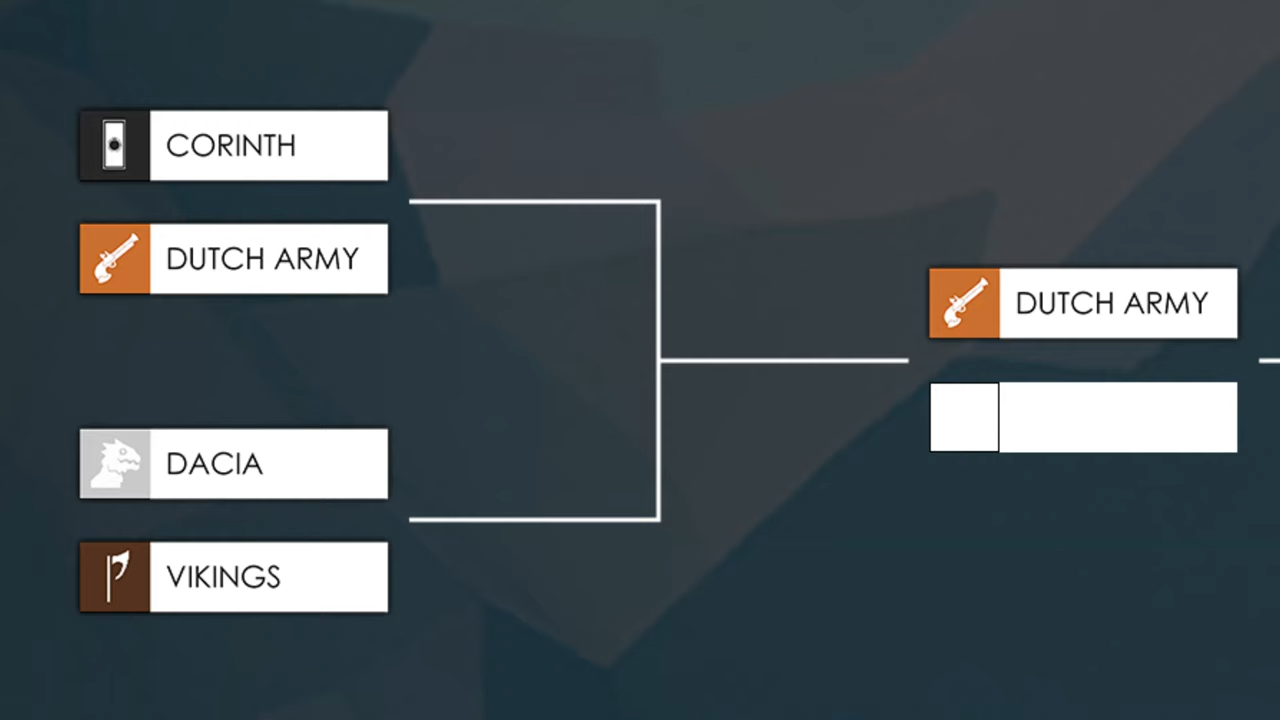 CORINTH
DUTCH ARMY
DACIA
VIKINGS
DUTCH ARMY